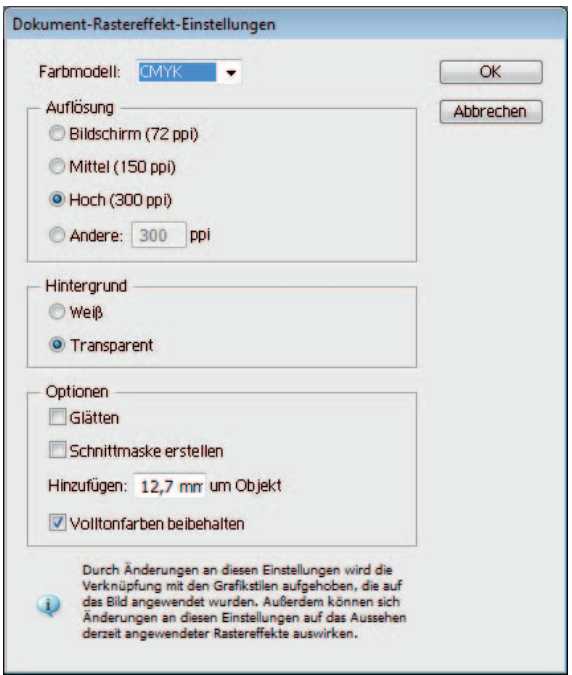 Dokument-Rastereffekt-Einstellungen
Farbmodell: CMYK
OK
Abbrechen
Auflösung
Bildschirm (72 ppi)
Mittel (150 ppi)
Hoch (300 ppi)
Andere: 300 ppi
Hintergrund
Weiß
Transparent
Optionen
Glätten
Schnittmaske erstellen
Hinzufügen: 12,7 mm um Objekt
Volltonfarben beibehalten
Durch Änderungen an diesen Einstellungen wird die
Verknüpfung mit den Grafikstilen aufgehoben, die auf
das Bild angewendet wurden. Außerdem können sich
Änderungen an diesen Einstellungen auf das Aussehen
derzeit angewendeter Rastereffekte auswirken.